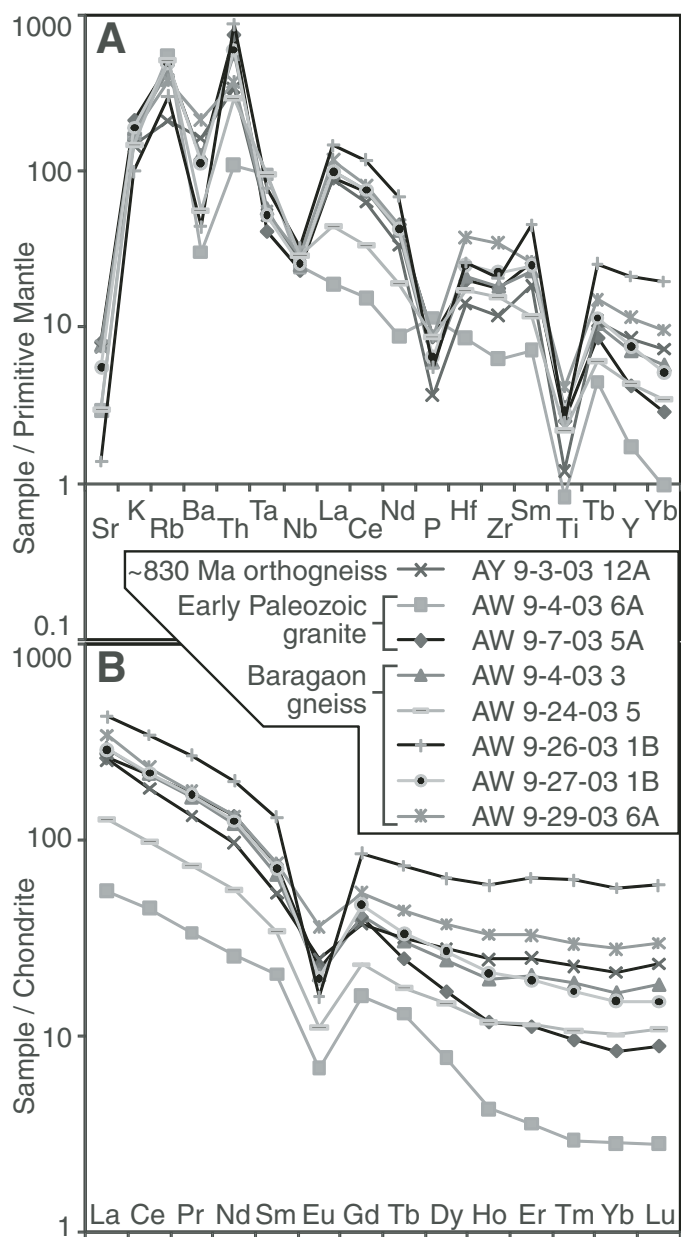 A
1000
100
10
1
0.1
Sample / Primitive Mantle
Sr K Rb Ba Th Ta Nb La Ce Nd P Hf Zr Sm Ti Tb Y Yb
~830 Ma orthogneiss AY 9-3-03 12A
Early Paleozoic granite
AW 9-4-03 6A
AW 9-7-03 5A
Baragaon gneiss
AW 9-4-03 3
AW 9-24-03 5
AW 9-26-03 1B
AW 9-27-03 1B
AW 9-29-03 6A
B
1000
100
10
1
Sample / Chondrite
La Ce Pr Nd Sm Eu Gd Tb Dy Ho Er Tm Yb Lu